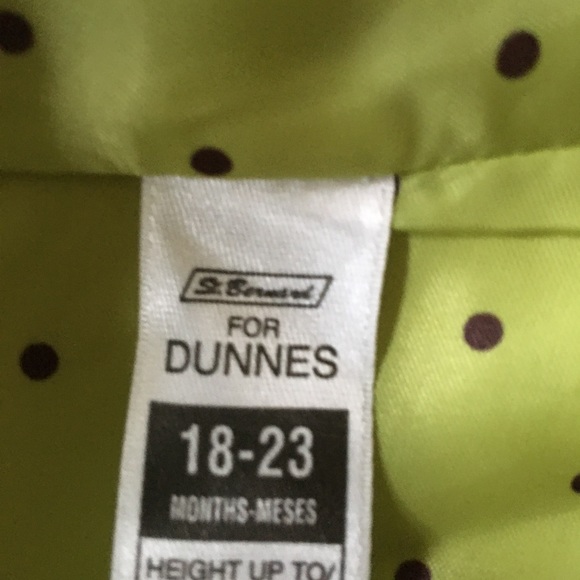 St. Bernard
FOR
DUNNES
18-23
MONTHS-MESES
HEIGHT UP TO/